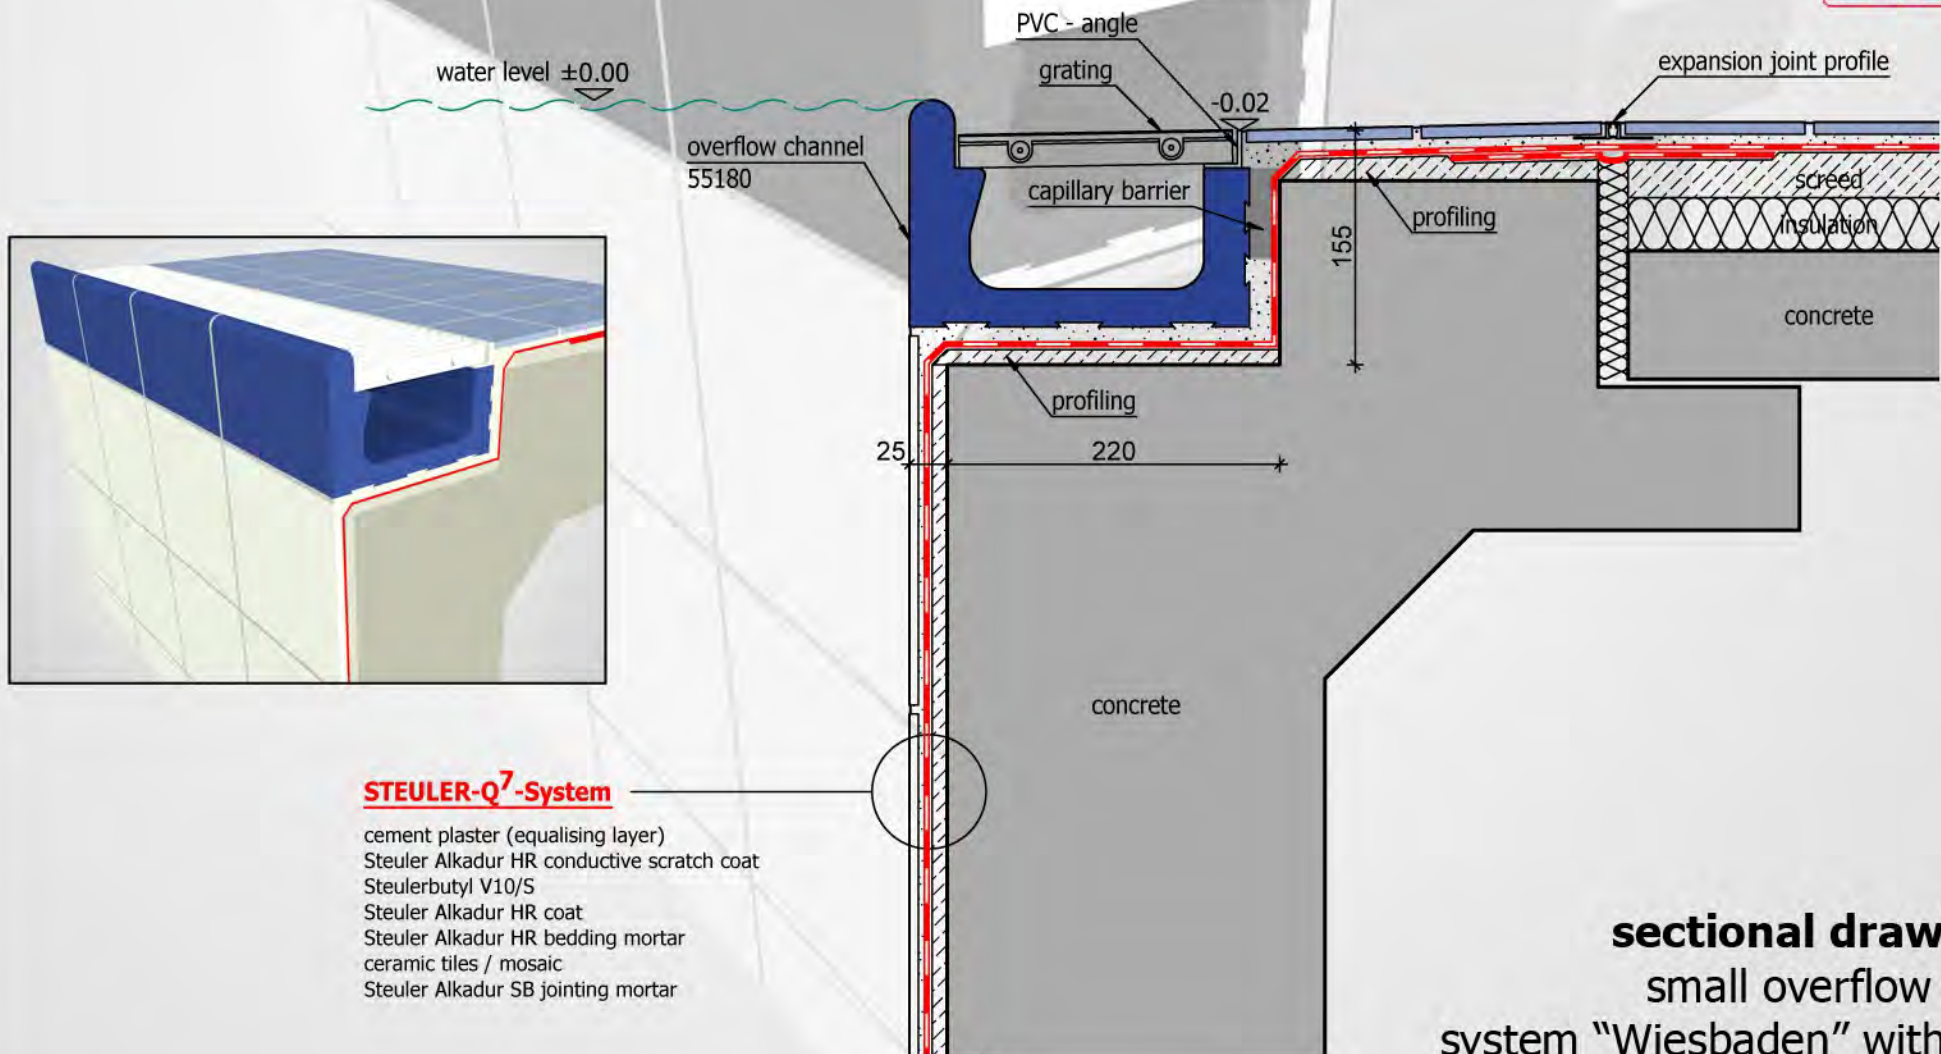 PVC - angle
grating
water level ±0.00
-0.02
expansion joint profile
overflow channel
55180
capillary barrier
profiling
screed
insulation
155
concrete
profiling
25
220
concrete
STEULER-Q7-System
cement plaster (equalising layer)
Steuler Alkadur HR conductive scratch coat
Steulerbutyl V10/S
Steuler Alkadur HR coat
Steuler Alkadur HR bedding mortar
ceramic tiles / mosaic
Steuler Alkadur SB jointing mortar
sectional draw
small overflow
system “Wiesbaden” with